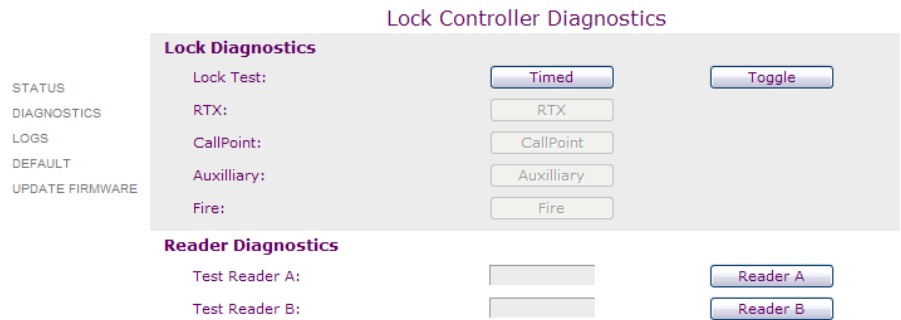 Lock Controller Diagnostics
STATUS
DIAGNOSTICS
LOGS
DEFAULT
UPDATE FIRMWARE
Lock Diagnostics
Lock Test: Timed Toggle
RTX: RTX
CallPoint: CallPoint
Auxilliary: Auxilliary
Fire: Fire
Reader Diagnostics
Test Reader A: Reader A
Test Reader B: Reader B